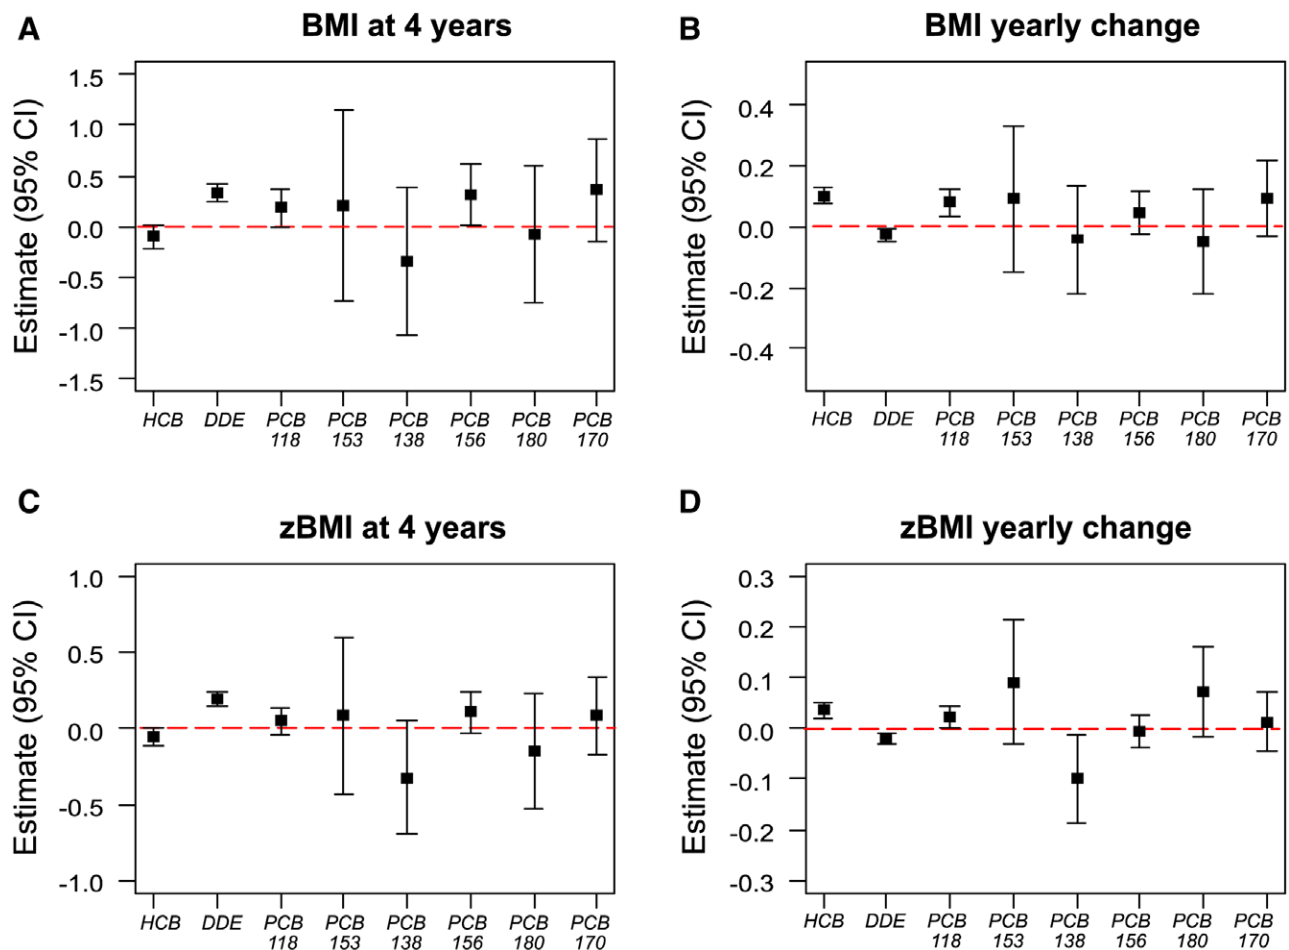 A
BMI at 4 years
Estimate (95% CI)
1.5
1.0
0.5
0.0
-0.5
-1.0
-1.5
HCB DDE PCB PCB PCB PCB PCB PCB
118 153 138 156 180 170
B
BMI yearly change
Estimate (95% CI)
0.4
0.2
0.0
-0.2
-0.4
HCB DDE PCB PCB PCB PCB PCB PCB
118 153 138 156 180 170
C
zBMI at 4 years
Estimate (95% CI)
1.0
0.5
0.0
-0.5
-1.0
HCB DDE PCB PCB PCB PCB PCB PCB
118 153 138 156 180 170
D
zBMI yearly change
Estimate (95% CI)
0.3
0.2
0.1
0.0
-0.1
-0.2
-0.3
HCB DDE PCB PCB PCB PCB PCB PCB
118 153 138 156 180 170